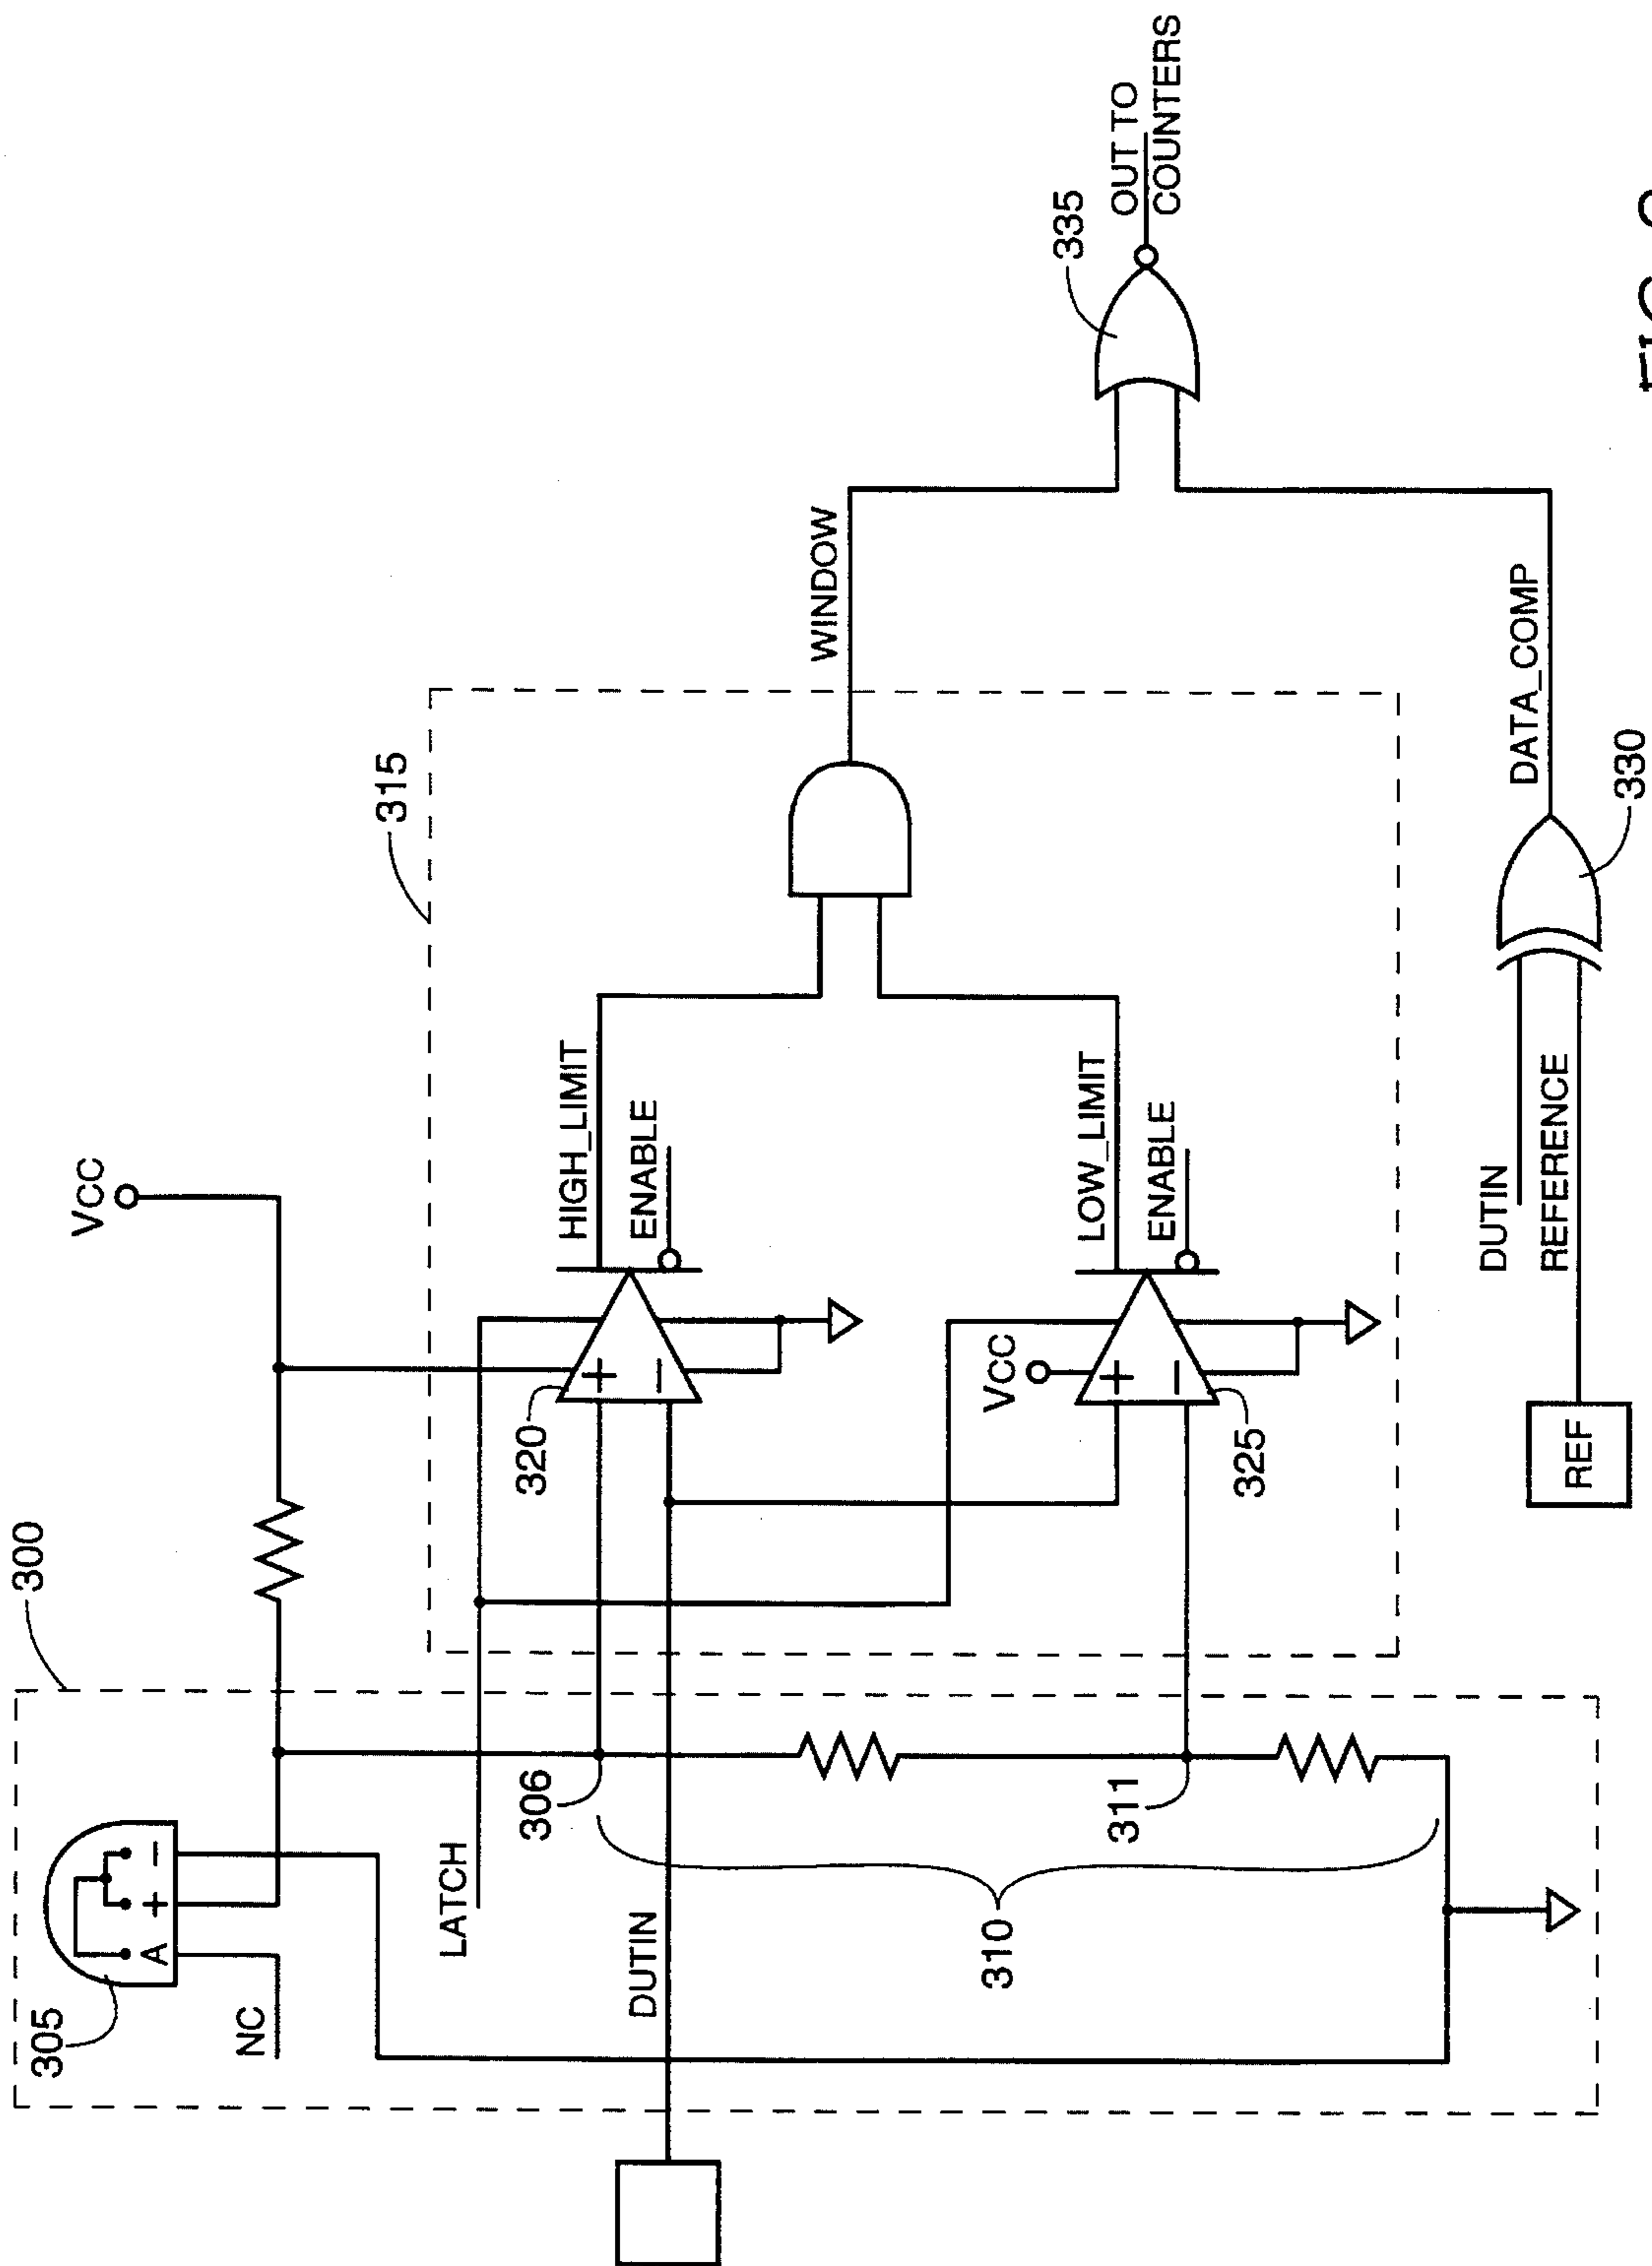 300
305
A + −
NC
VCC
LATCH
306
DUTIN
310
311
315
320
+
−
HIGH_LIMIT
ENABLE
VCC
325
+
−
LOW_LIMIT
ENABLE
WINDOW
335
OUT TO
COUNTERS
DUTIN
REFERENCE
REF
DATA_COMP
330